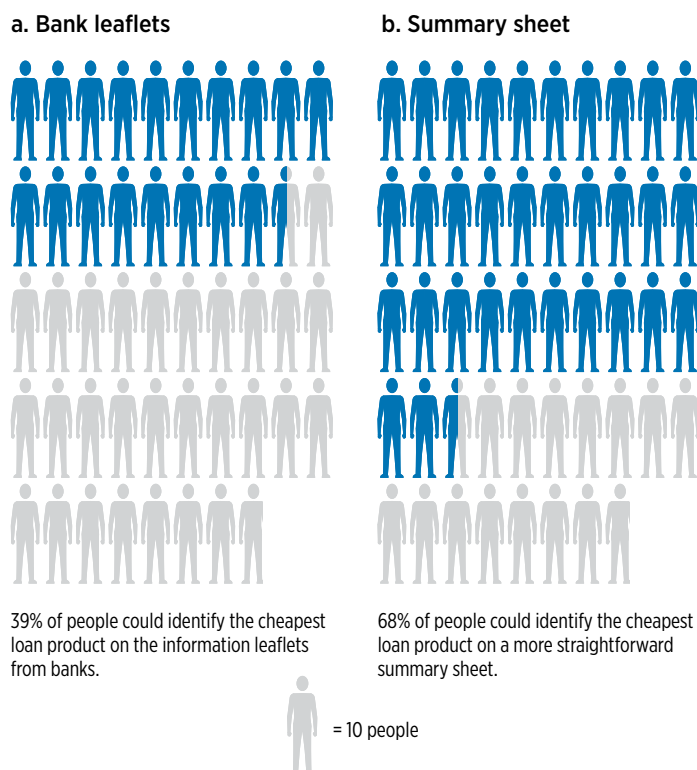 a. Bank leaflets
b. Summary sheet
39% of people could identify the cheapest
loan product on the information leaflets
from banks.
68% of people could identify the cheapest
loan product on a more straightforward
summary sheet.
= 10 people